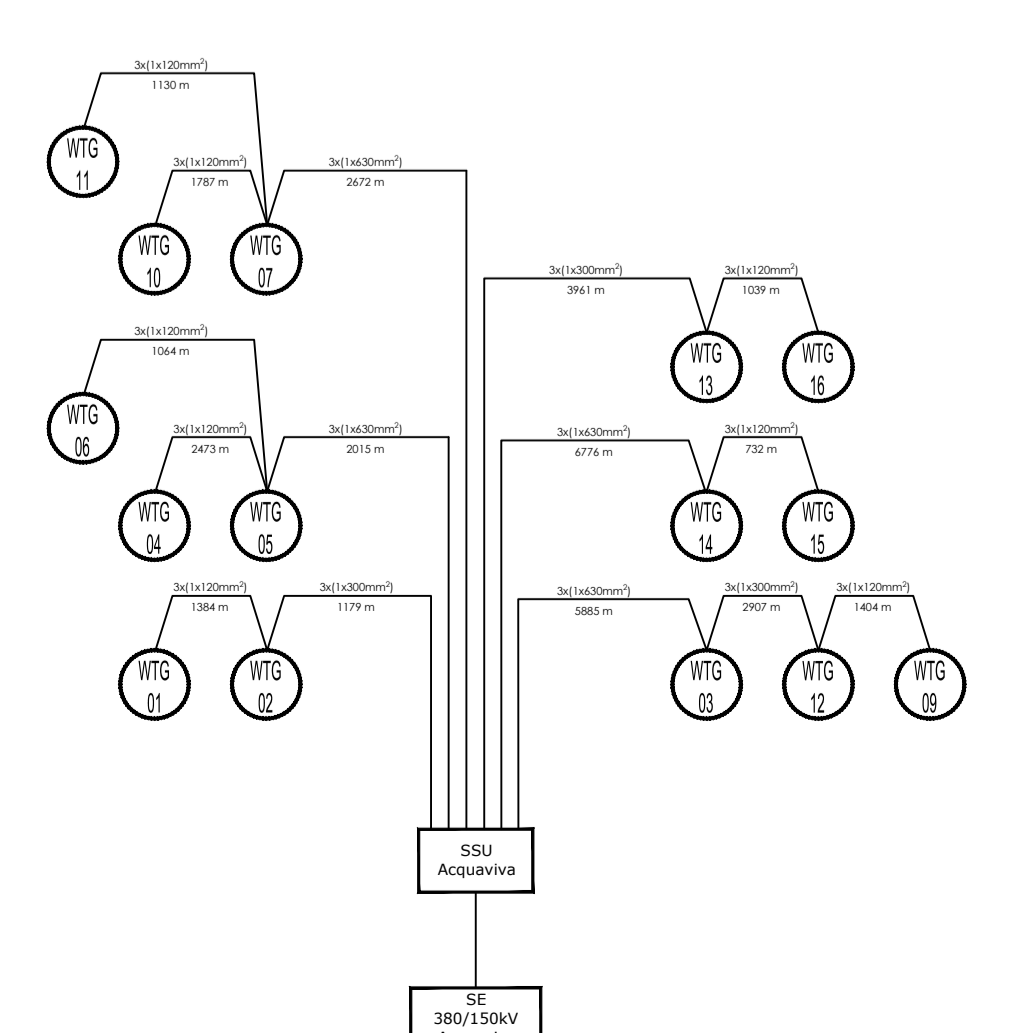 3x(1x120mm²)
1130 m
WTG
11
3x(1x120mm²)
1787 m
3x(1x630mm²)
2672 m
WTG
10
WTG
07
3x(1x300mm²)
3961 m
3x(1x120mm²)
1039 m
WTG
13
WTG
16
3x(1x120mm²)
1064 m
WTG
06
3x(1x120mm²)
2473 m
3x(1x630mm²)
2015 m
3x(1x630mm²)
6776 m
3x(1x120mm²)
732 m
WTG
04
WTG
05
WTG
14
WTG
15
3x(1x120mm²)
1384 m
3x(1x300mm²)
1179 m
3x(1x630mm²)
5885 m
3x(1x300mm²)
2907 m
3x(1x120mm²)
1404 m
WTG
01
WTG
02
WTG
03
WTG
12
WTG
09
SSU
Acquaviva
SE
380/150kV